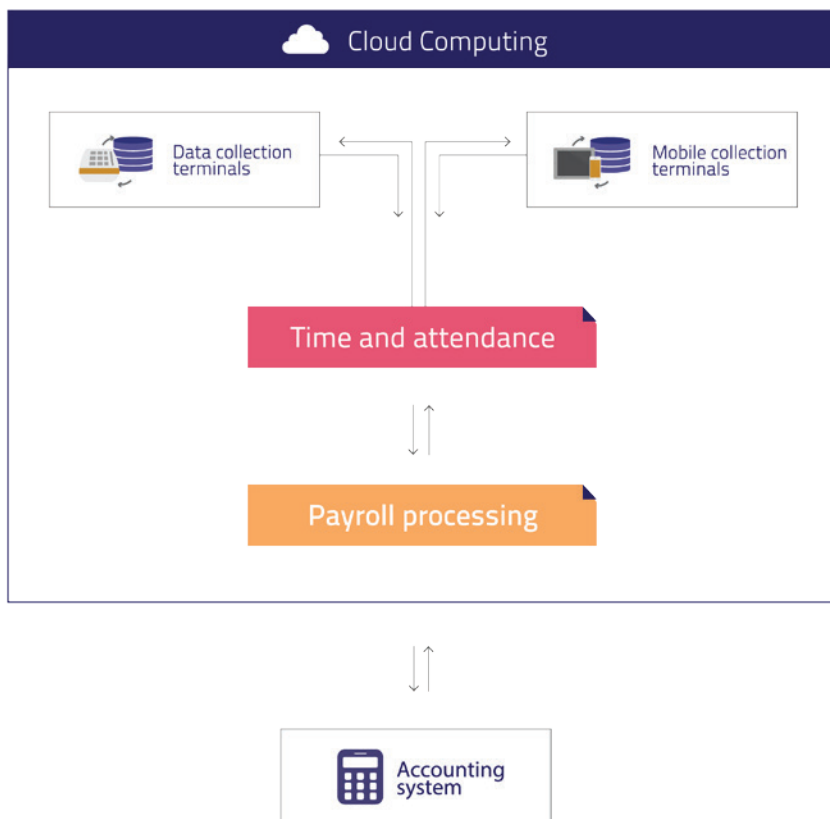 Cloud Computing
Data collection
terminals
Mobile collection
terminals
Time and attendance
Payroll processing
Accounting
system